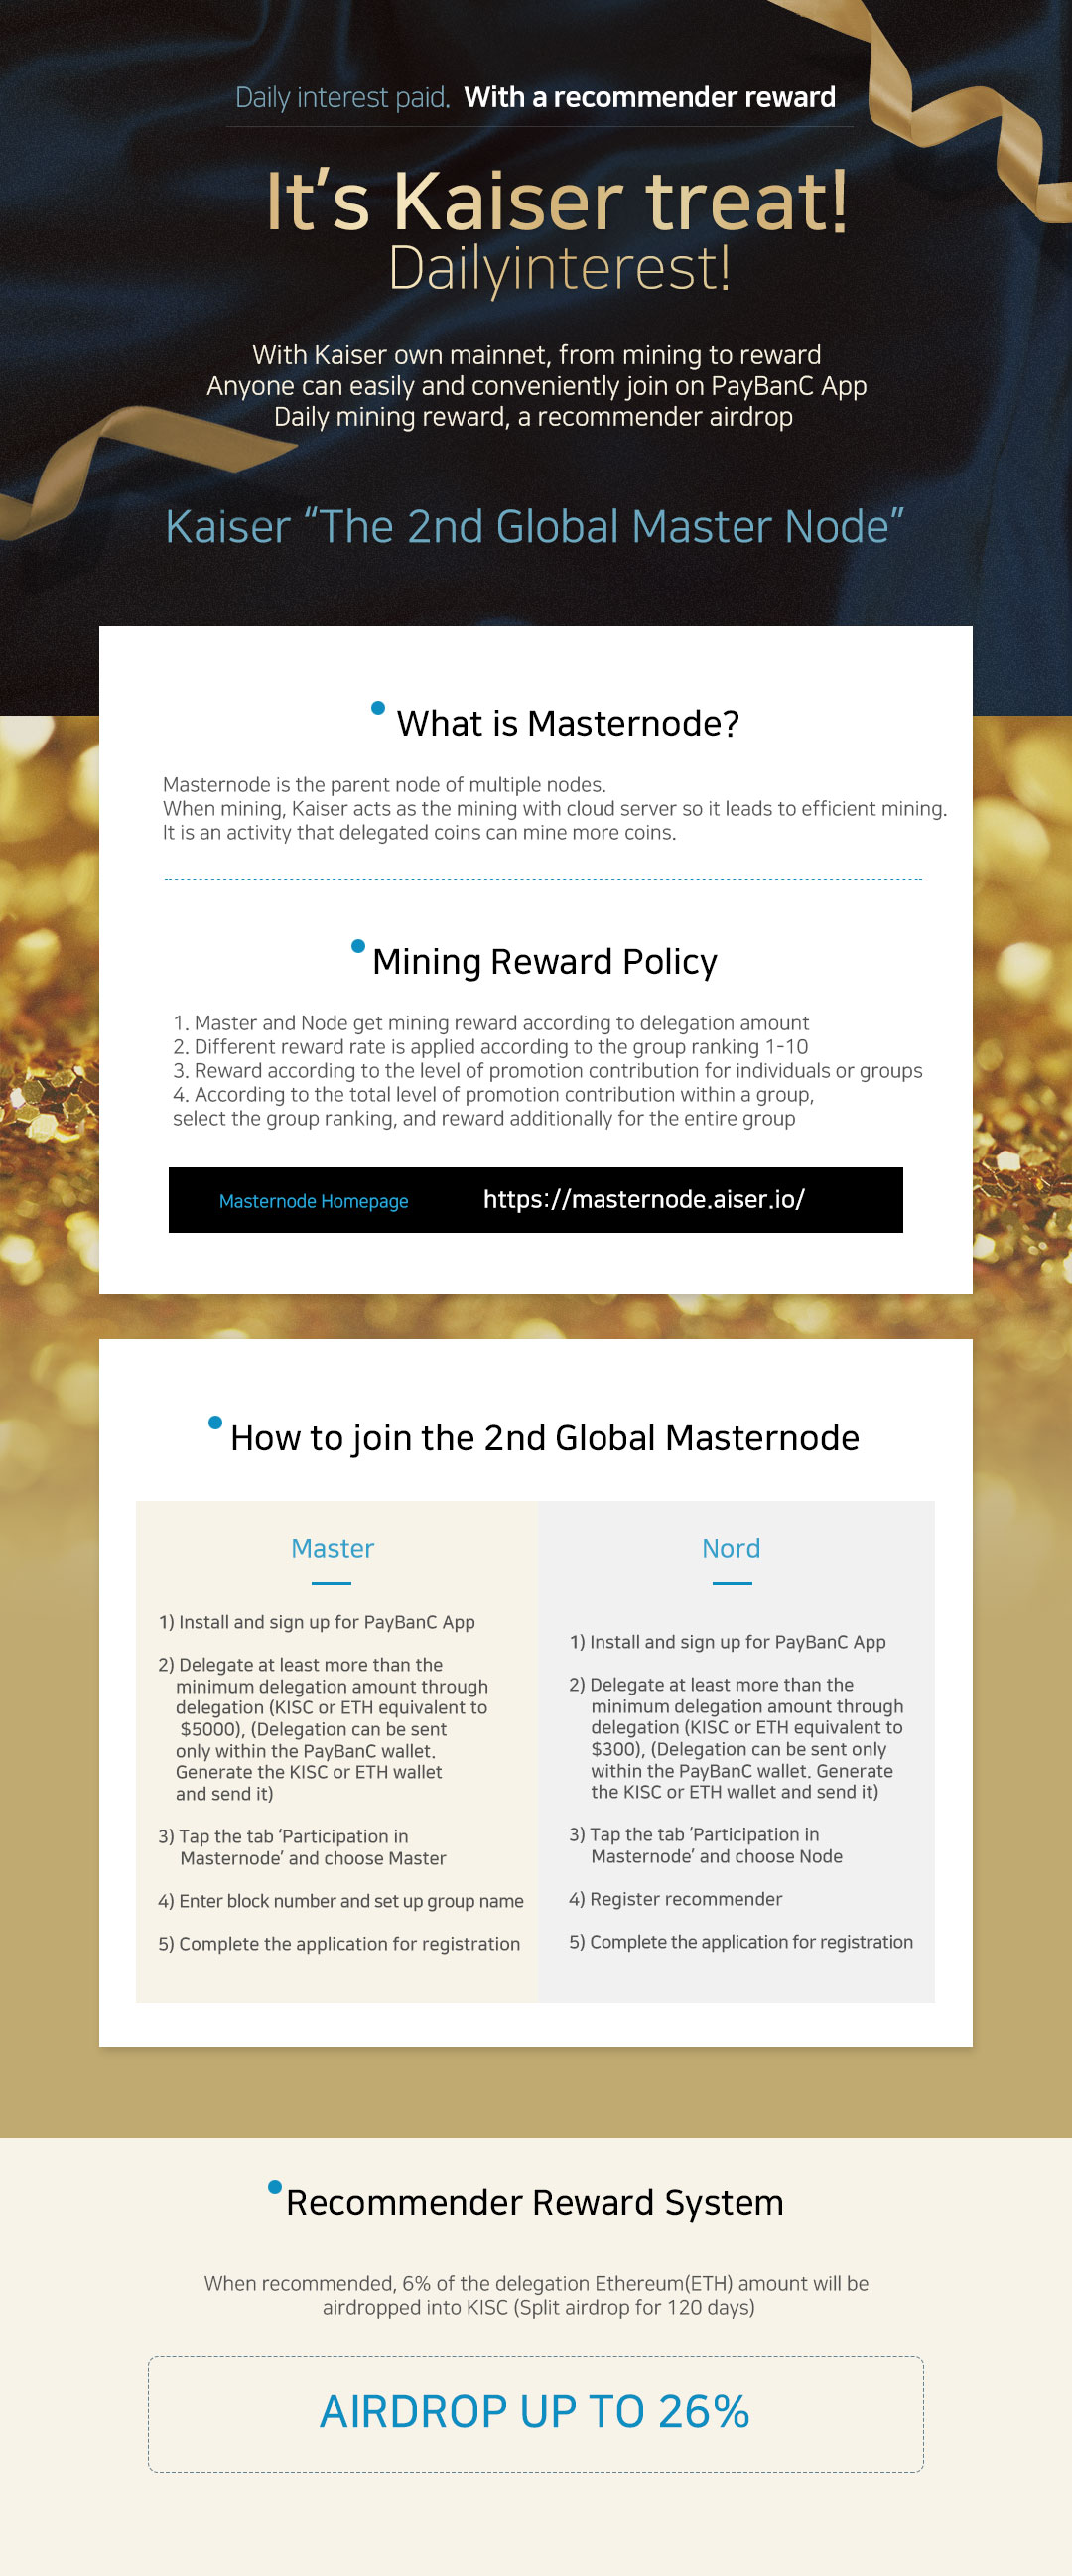 Daily interest paid. With a recommender reward
It's Kaiser treat!
Dailyinterest!
With Kaiser own mainnet, from mining to reward
Anyone can easily and conveniently join on PayBanC App
Daily mining reward, a recommender airdrop
Kaiser “The 2nd Global Master Node”
What is Masternode?
Masternode is the parent node of multiple nodes.
When mining, Kaiser acts as the mining with cloud server so it leads to efficient mining.
It is an activity that delegated coins can mine more coins.
Mining Reward Policy
1. Master and Node get mining reward according to delegation amount
2. Different reward rate is applied according to the group ranking 1-10
3. Reward according to the level of promotion contribution for individuals or groups
4. According to the total level of promotion contribution within a group,
select the group ranking, and reward additionally for the entire group
Masternode Homepage https://masternode.aiser.io/
How to join the 2nd Global Masternode
Master
1) Install and sign up for PayBanC App
2) Delegate at least more than the
minimum delegation amount through
delegation (KISC or ETH equivalent to
$5000), (Delegation can be sent
only within the PayBanC wallet.
Generate the KISC or ETH wallet
and send it)
3) Tap the tab ‘Participation in
Masternode’ and choose Master
4) Enter block number and set up group name
5) Complete the application for registration
Nord
1) Install and sign up for PayBanC App
2) Delegate at least more than the
minimum delegation amount through
delegation (KISC or ETH equivalent to
$300), (Delegation can be sent only
within the PayBanC wallet. Generate
the KISC or ETH wallet and send it)
3) Tap the tab ‘Participation in
Masternode’ and choose Node
4) Register recommender
5) Complete the application for registration
Recommender Reward System
When recommended, 6% of the delegation Ethereum(ETH) amount will be
airdropped into KISC (Split airdrop for 120 days)
AIRDROP UP TO 26%